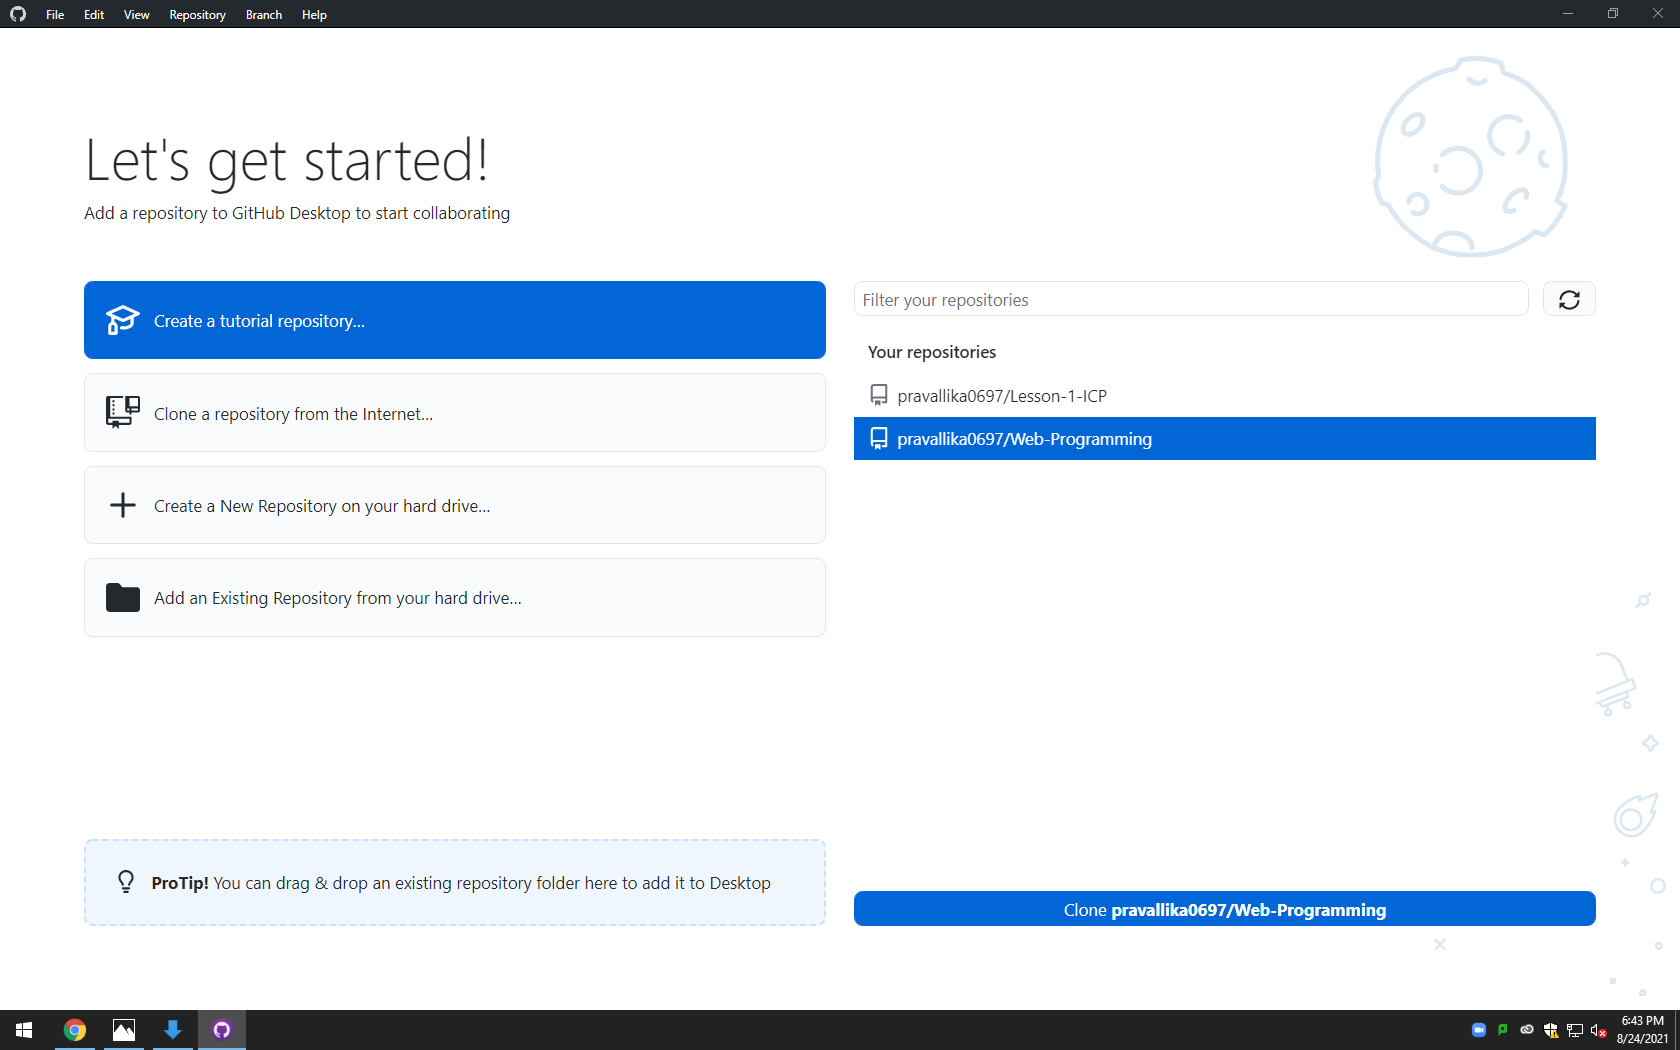 File Edit View Repository Branch Help
Let's get started!
Add a repository to GitHub Desktop to start collaborating
Create a tutorial repository...
Clone a repository from the Internet...
Create a New Repository on your hard drive...
Add an Existing Repository from your hard drive...
ProTip! You can drag & drop an existing repository folder here to add it to Desktop
Filter your repositories
Your repositories
pravallika0697/Lesson-1-ICP
pravallika0697/Web-Programming
Clone pravallika0697/Web-Programming
6:43 PM
8/24/2021